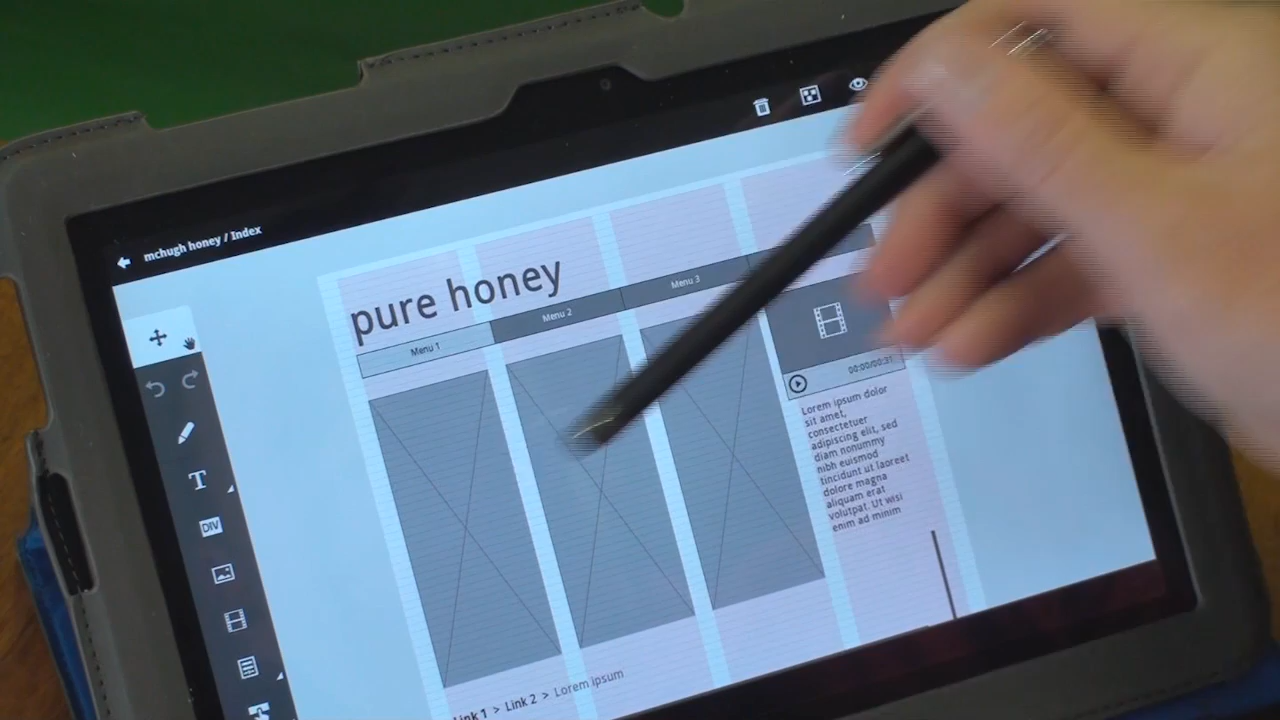 mchugh honey / Index
pure honey
Menu 1
Menu 2
Menu 3
00:00/00:31
T
DIV
Lorem ipsum dolor
sit amet,
consectetuer
adipiscing elit, sed
diam nonummy
nibh euismod
tincidunt ut laoreet
dolore magna
aliquam erat
volutpat. Ut wisi
enim ad minim
Link 1 > Link 2 > Lorem ipsum